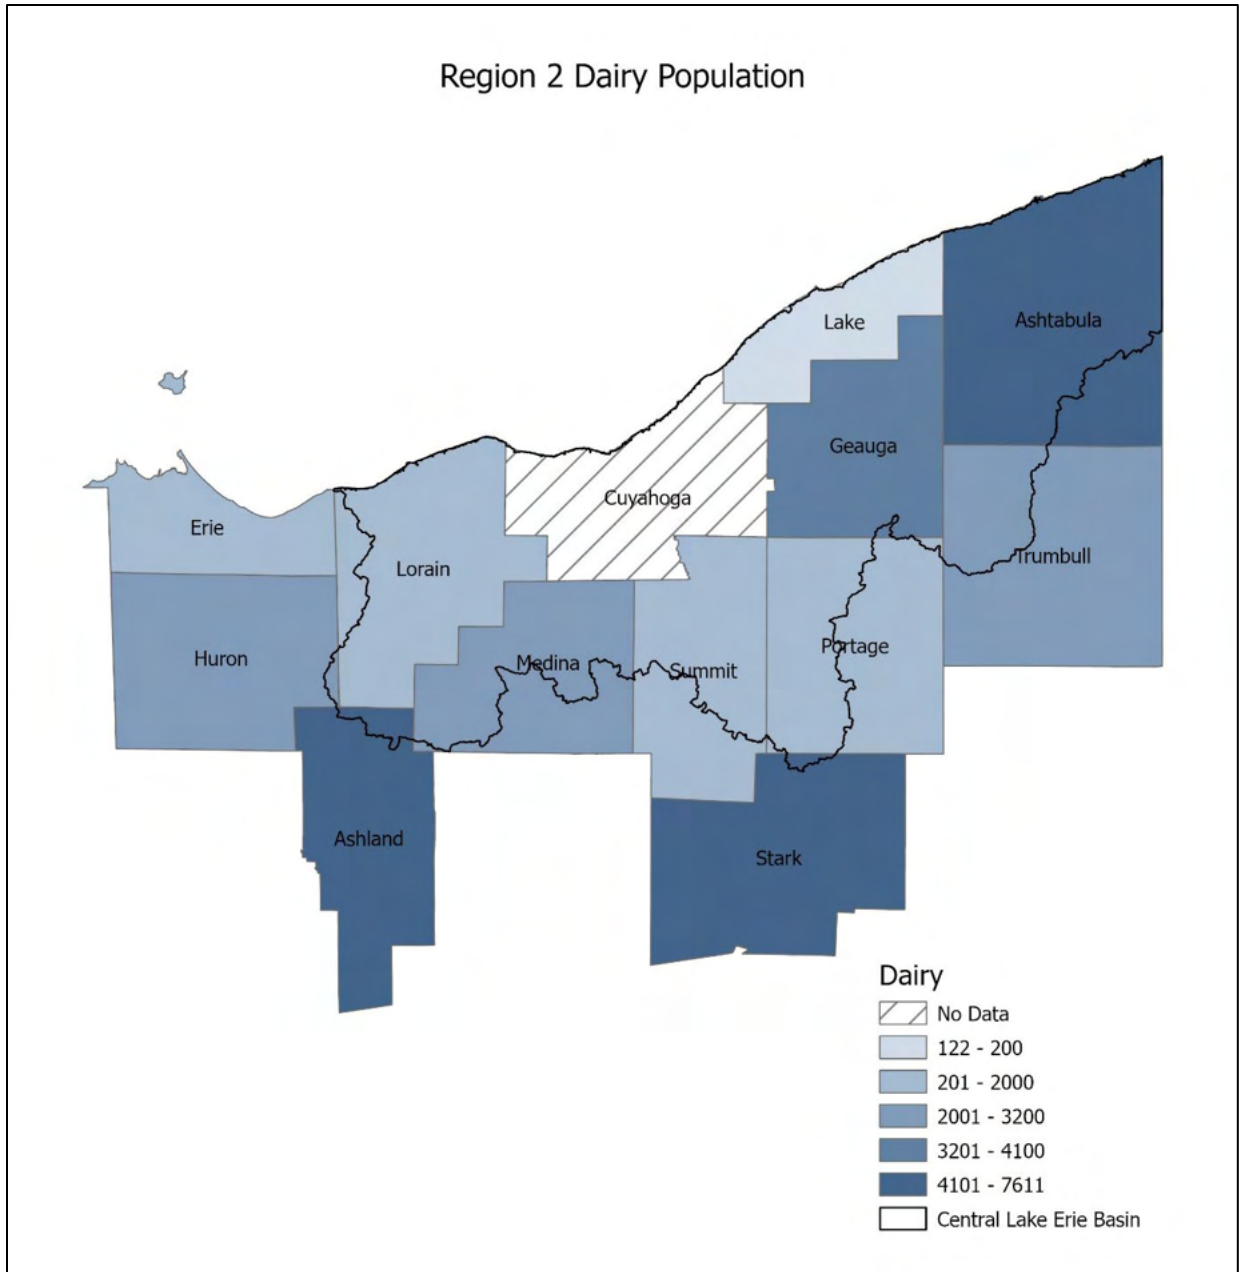 Region 2 Dairy Population
Lake
Ashtabula
Geauga
Cuyahoga
Erie
Lorain
Trumbull
Huron
Medina
Summit
Portage
Ashland
Stark
Dairy
No Data
122 - 200
201 - 2000
2001 - 3200
3201 - 4100
4101 - 7611
Central Lake Erie Basin